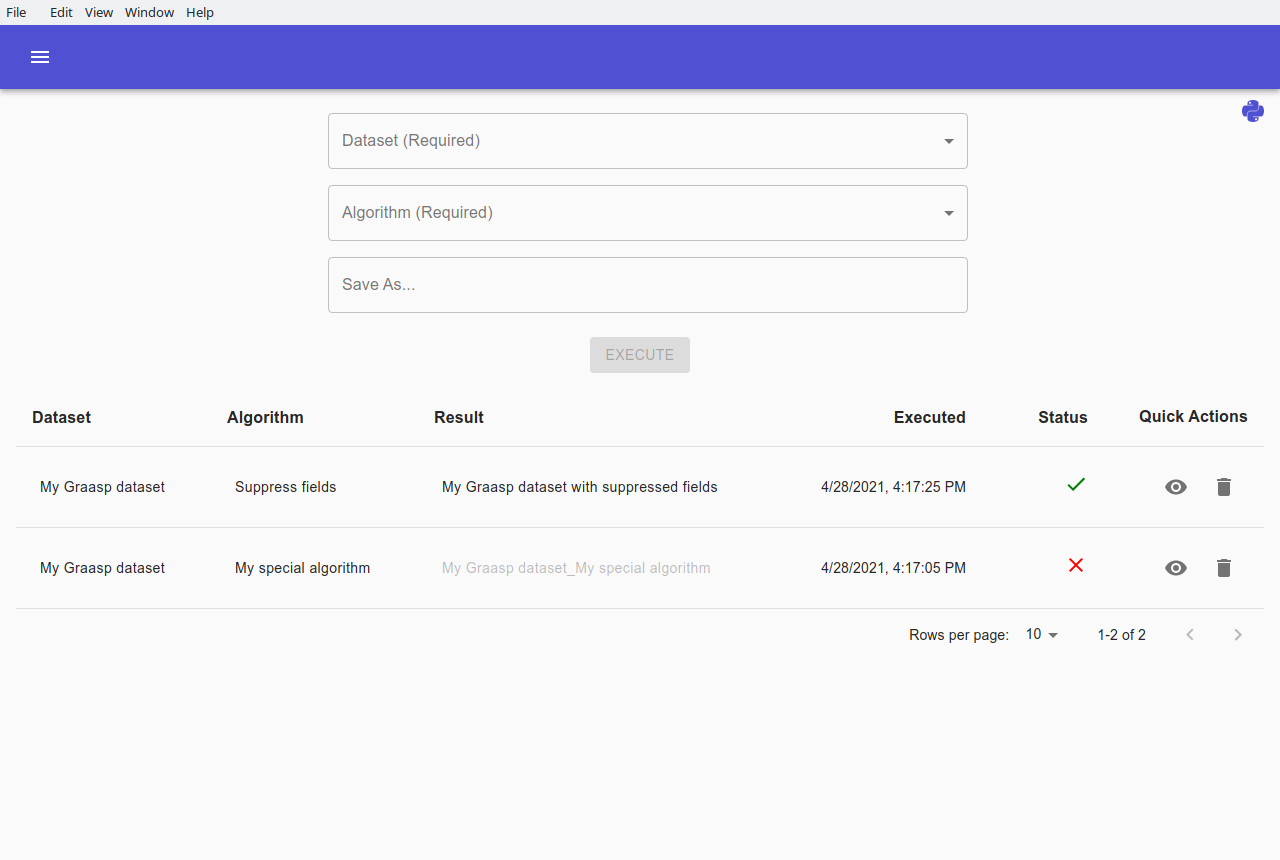 File Edit View Window Help
Dataset (Required)
Algorithm (Required)
Save As...
EXECUTE
Dataset Algorithm Result Executed Status Quick Actions
My Graasp dataset Suppress fields My Graasp dataset with suppressed fields 4/28/2021, 4:17:25 PM
My Graasp dataset My special algorithm My Graasp dataset_My special algorithm 4/28/2021, 4:17:05 PM
Rows per page: 10 1-2 of 2